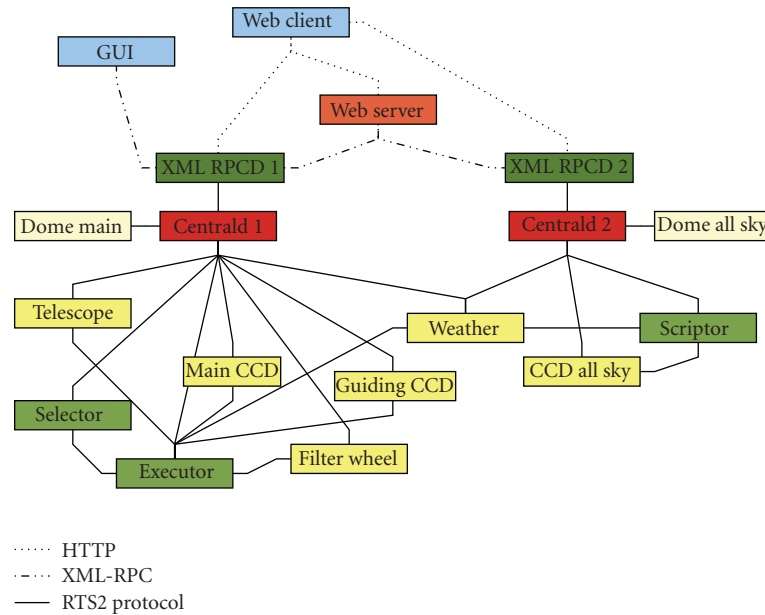 Web client
GUI
Web server
XML RPCD 1
XML RPCD 2
Dome main
Centrald 1
Centrald 2
Dome all sky
Telescope
Weather
Scriptor
Main CCD
Guiding CCD
CCD all sky
Selector
Executor
Filter wheel
HTTP
XML-RPC
RTS2 protocol